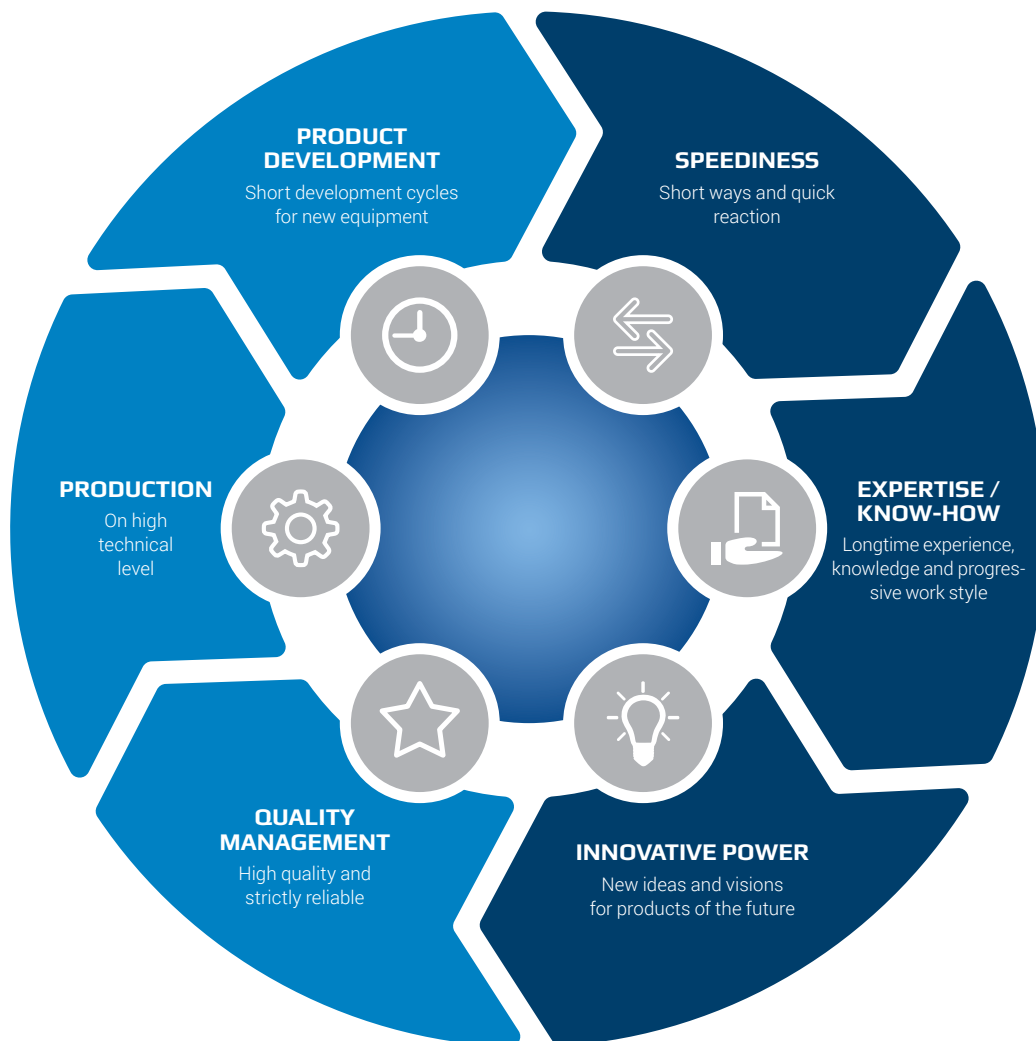 PRODUCT
DEVELOPMENT
Short development cycles
for new equipment
SPEEDINESS
Short ways and quick
reaction
EXPERTISE /
KNOW-HOW
Longtime experience,
knowledge and progres-
sive work style
INNOVATIVE POWER
New ideas and visions
for products of the future
QUALITY
MANAGEMENT
High quality and
strictly reliable
PRODUCTION
On high
technical
level